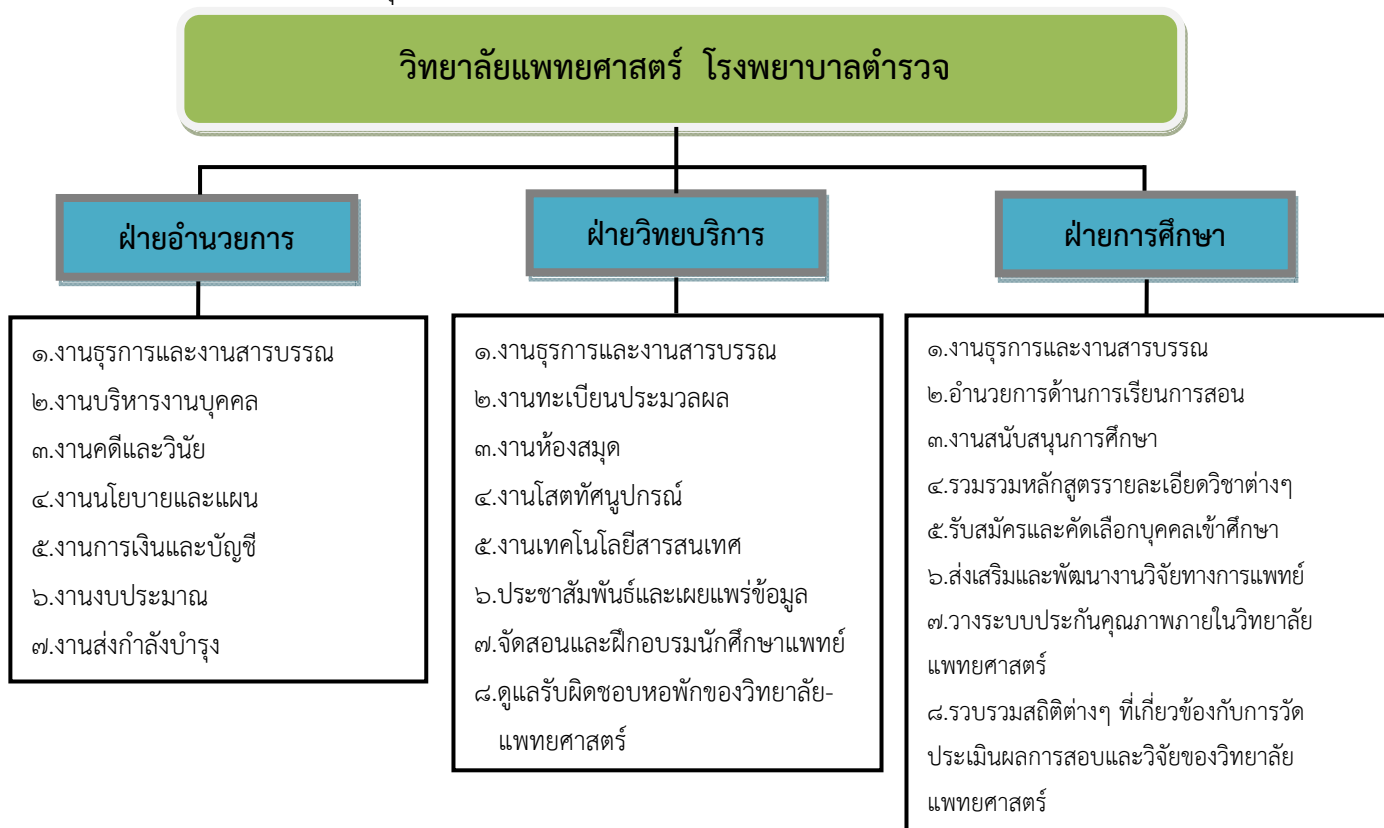 วิทยาลัยแพทยศาสตร์ โรงพยาบาลตำรวจ
ฝ่ายอำนวยการ
๑.งานธุรการและงานสารบรรณ
๒.งานบริหารงานบุคคล
๓.งานคดีและวินัย
๔.งานนโยบายและแผน
๕.งานการเงินและบัญชี
๖.งานงบประมาณ
๗.งานส่งกำลังบำรุง
ฝ่ายวิทยบริการ
๑.งานธุรการและงานสารบรรณ
๒.งานทะเบียนประมวลผล
๓.งานห้องสมุด
๔.งานโสตทัศนูปกรณ์
๕.งานเทคโนโลยีสารสนเทศ
๖.ประชาสัมพันธ์และเผยแพร่ข้อมูล
๗.จัดสอนและฝึกอบรมนักศึกษาแพทย์
๘.ดูแลรับผิดชอบหอพักของวิทยาลัย-
แพทยศาสตร์
ฝ่ายการศึกษา
๑.งานธุรการและงานสารบรรณ
๒.อำนวยการด้านการเรียนการสอน
๓.งานสนับสนุนการศึกษา
๔.รวมรวมหลักสูตรรายละเอียดวิชาต่างๆ
๕.รับสมัครและคัดเลือกบุคคลเข้าศึกษา
๖.ส่งเสริมและพัฒนางานวิจัยทางการแพทย์
๗.วางระบบประกันคุณภาพภายในวิทยาลัย
แพทยศาสตร์
๘.รวบรวมสถิติต่างๆ ที่เกี่ยวข้องกับการวัด
ประเมินผลการสอบและวิจัยของวิทยาลัย
แพทยศาสตร์